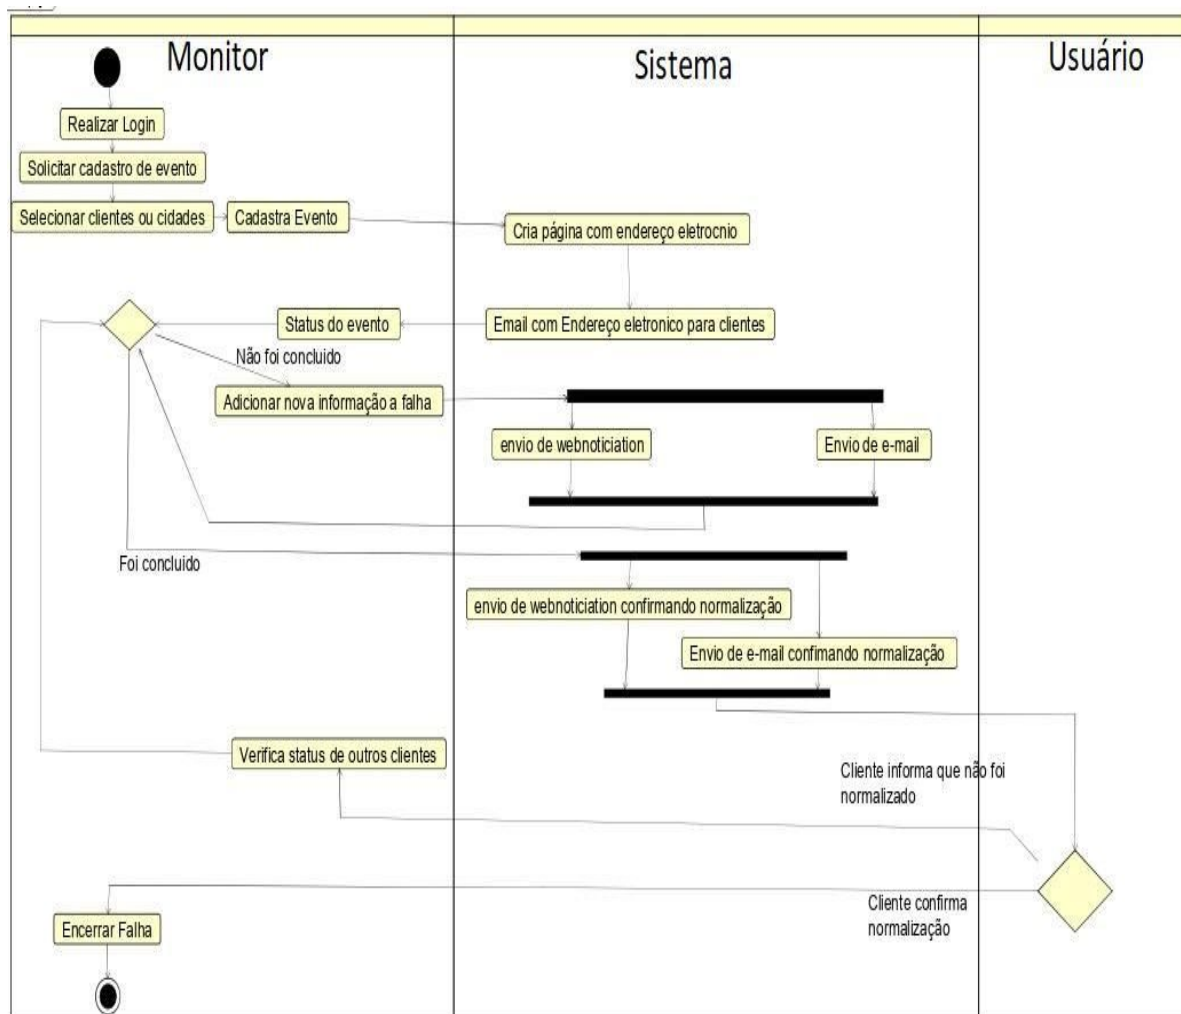 Monitor
Sistema
Usuário
Realizar Login
Solicitar cadastro de evento
Selecionar clientes ou cidades
Cadastra Evento
Cria página com endereço eletrocnio
Status do evento
Email com Endereço eletronico para clientes
Não foi concluido
Adicionar nova informação a falha
envio de webnoticiation
Envio de e-mail
Foi concluido
envio de webnoticiation confirmando normalização
Envio de e-mail confimando normalização
Verifica status de outros clientes
Cliente informa que não foi
normalizado
Cliente confirma
normalização
Encerrar Falha